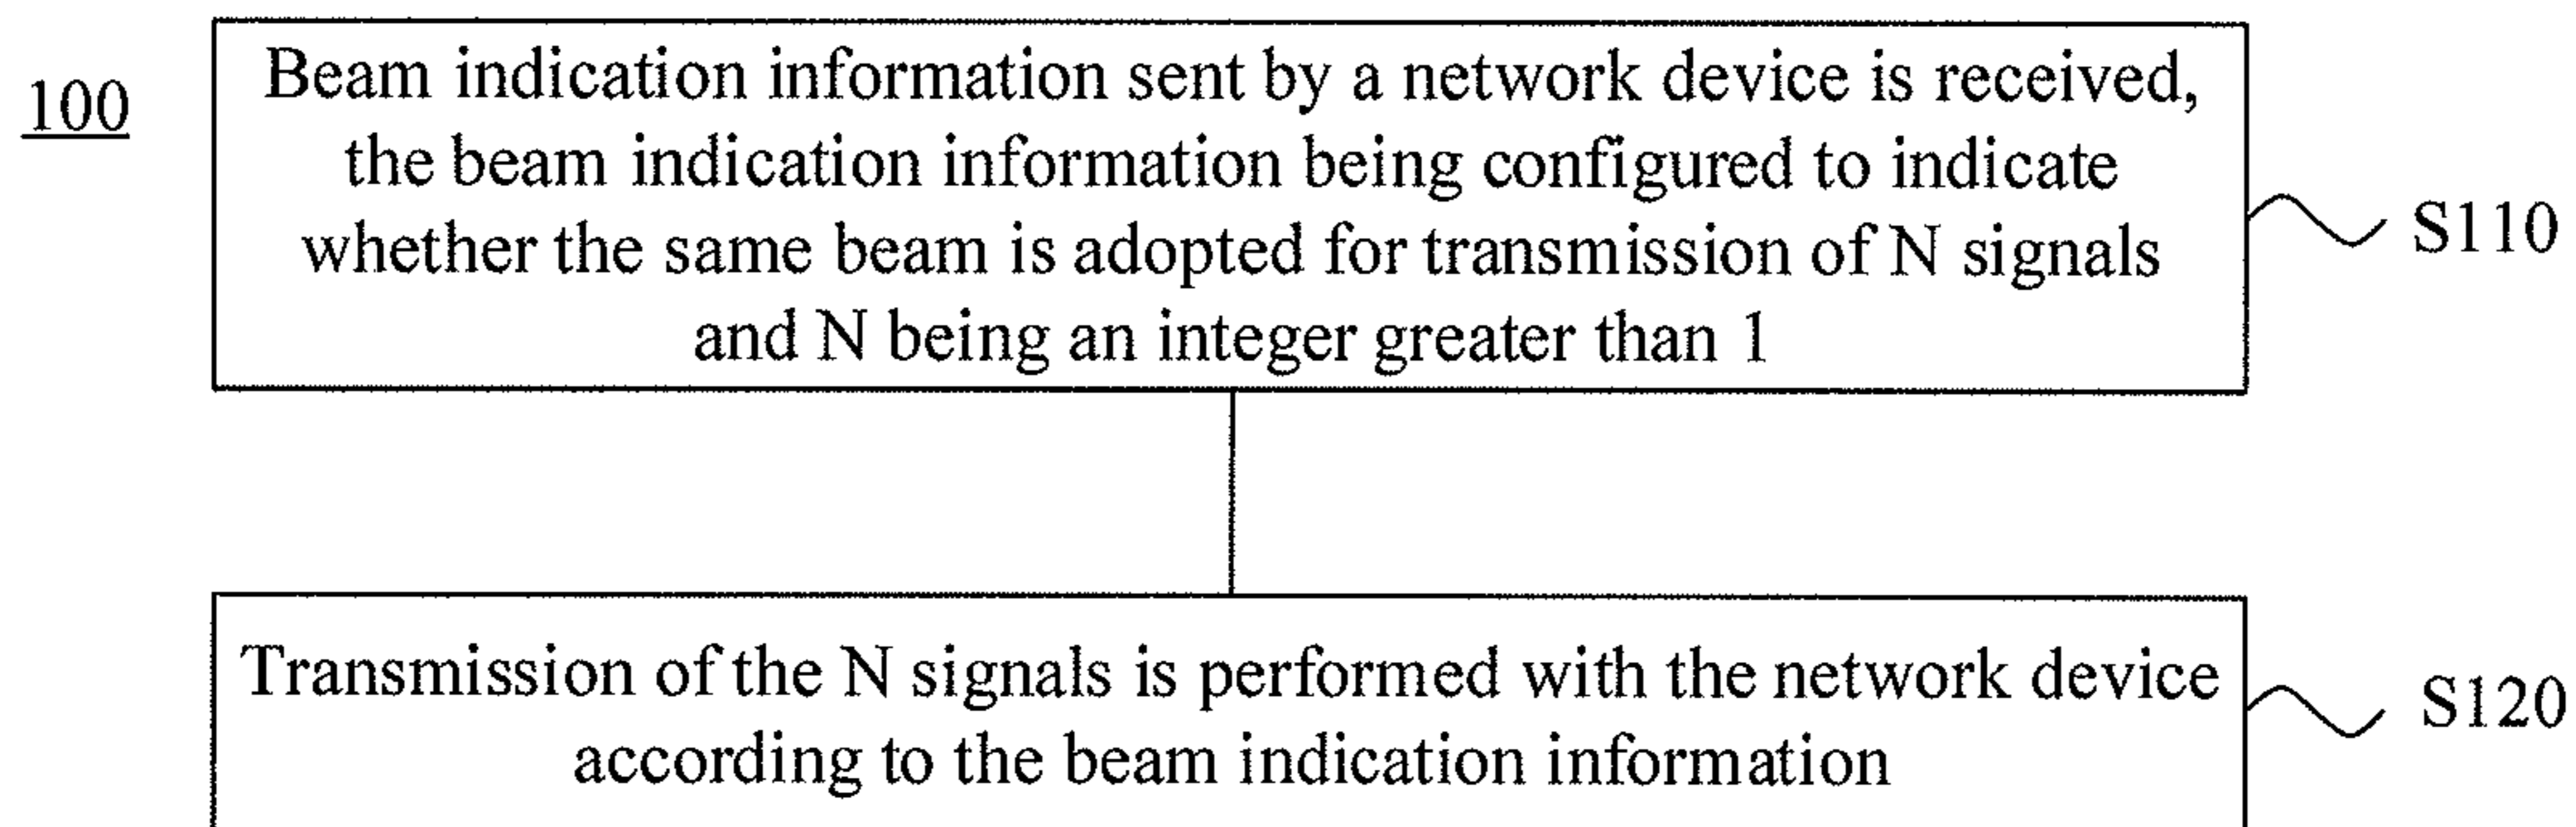 100
Beam indication information sent by a network device is received,
the beam indication information being configured to indicate
whether the same beam is adopted for transmission of N signals
and N being an integer greater than 1
S110
Transmission of the N signals is performed with the network device
according to the beam indication information
S120